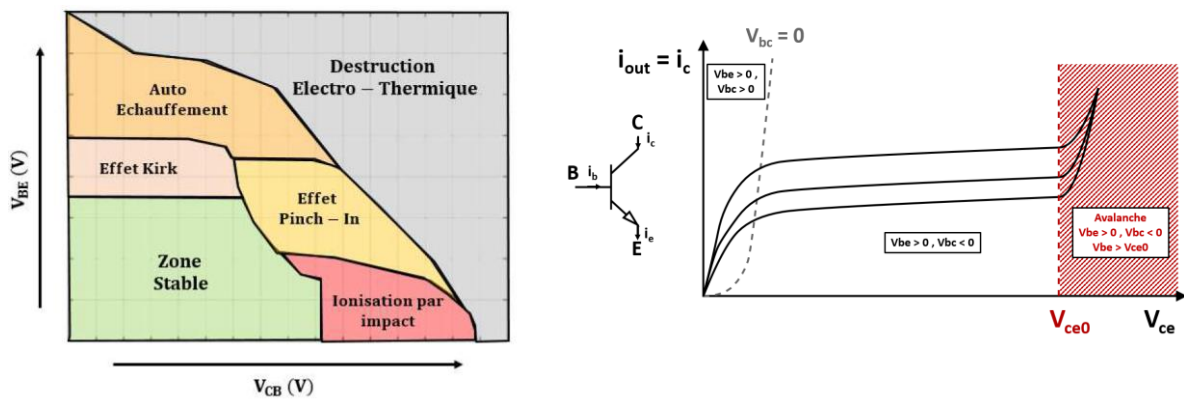 Destruction
Electro – Thermique
Auto
Echauffement
Effet Kirk
Effet
Pinch – In
Zone
Stable
Ionisation par
impact
V_BE (V)
V_CB (V)
V_bc = 0
i_out = i_c
Vbe > 0 ,
Vbc > 0
C
i_c
B
i_b
i_e
E
Vbe > 0 , Vbc < 0
Avalanche
Vbe > 0 , Vbc < 0
Vbe > Vce0
V_ce0
V_ce